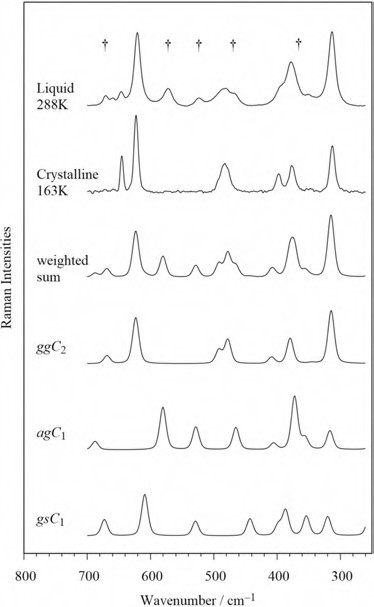 † † † † †
Liquid
288K
Crystalline
163K
weighted
sum
ggC2
agC1
gsC1
Raman Intensities
800 700 600 500 400 300
Wavenumber / cm−1